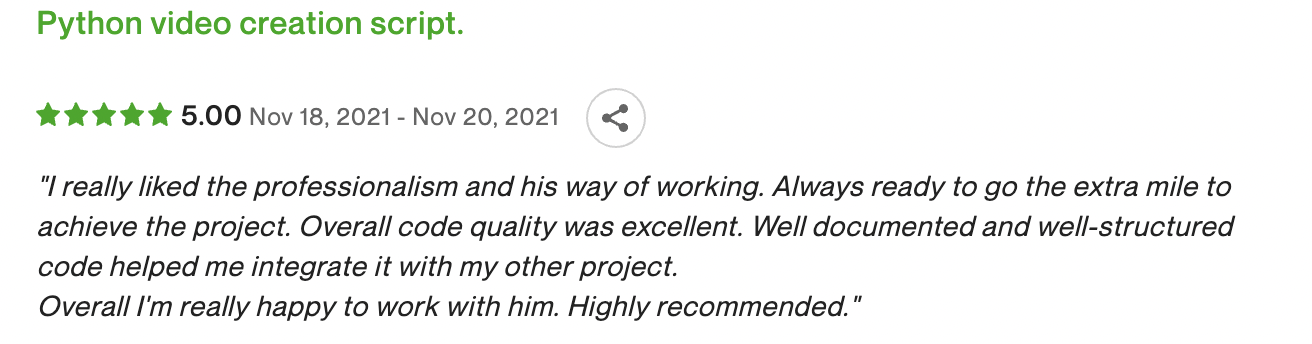 Python video creation script.
5.00 Nov 18, 2021 - Nov 20, 2021
"I really liked the professionalism and his way of working. Always ready to go the extra mile to
achieve the project. Overall code quality was excellent. Well documented and well-structured
code helped me integrate it with my other project.
Overall I'm really happy to work with him. Highly recommended."